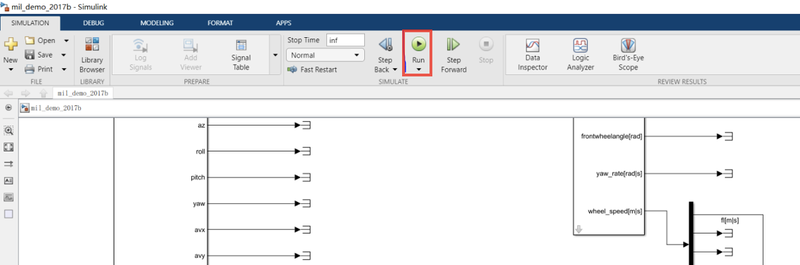 mil_demo_2017b - Simulink
SIMULATION DEBUG MODELING FORMAT APPS
New
Open
Save
Print
FILE
Library
Browser
LIBRARY
Log
Signals
Add
Viewer
Signal
Table
PREPARE
Stop Time inf
Normal
Fast Restart
Step
Back
Run
Step
Forward
Stop
SIMULATE
Data
Inspector
Logic
Analyzer
Bird's-Eye
Scope
REVIEW RESULTS
mil_demo_2017b
mil_demo_2017b
az
roll
pitch
yaw
avx
avy
frontwheelangle[rad]
yaw_rate[rad|s]
wheel_speed[m|s]
fl[m|s]